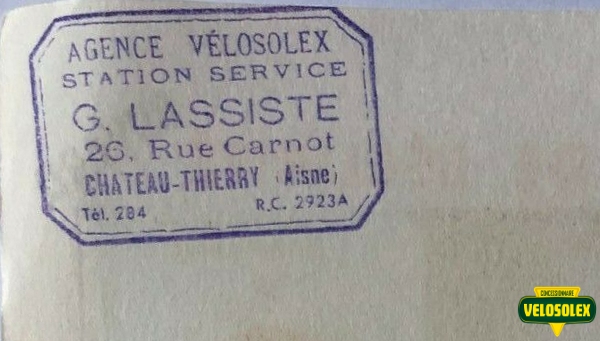 AGENCE VÉLOSOLEX
STATION SERVICE
G. LASSISTE
26, Rue Carnot
CHATEAU-THIERRY (Aisne)
Tél. 284 R.C. 2923A
CONCESSIONNAIRE
VELOSOLEX